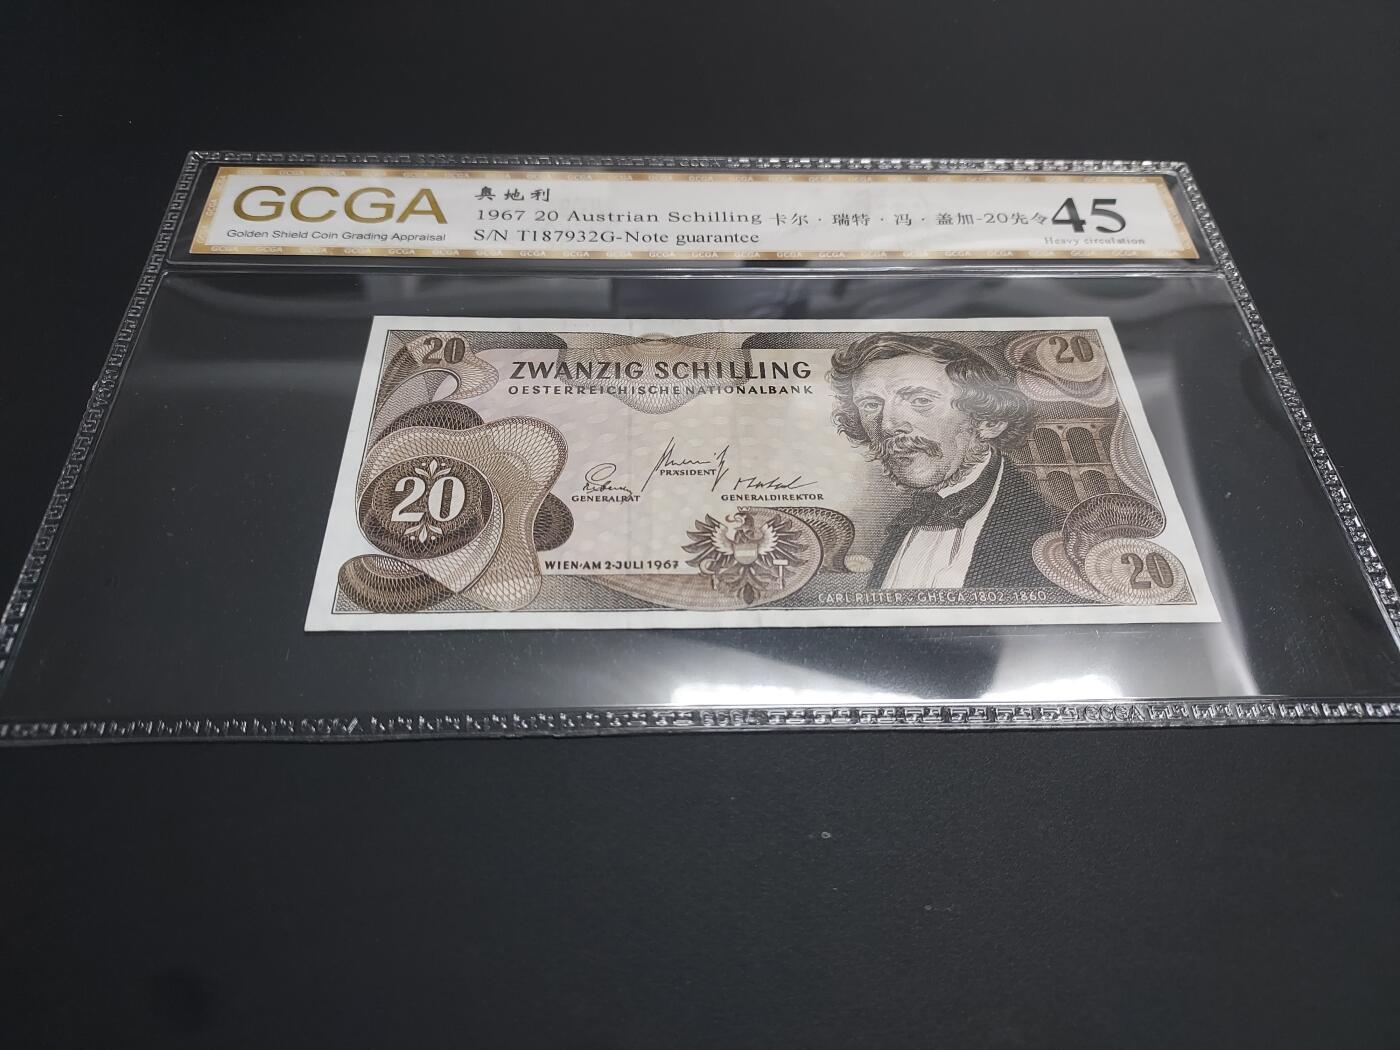 GCGA
Golden Shield Coin Grading Appraisal
奥地利
1967 20 Austrian Schilling 卡尔·瑞特·冯·盖加-20先令
S/N T187932G-Note guarantee
45
Heavy circulation
20
ZWANZIG SCHILLING
OESTERREICHISCHE NATIONALBANK
20
PRÄSIDENT
GENERALRAT
GENERALDIREKTOR
20
WIEN·AM 2·JULI 1967
20
CARL RITTER v. GHEGA 1802-1860
GCGA